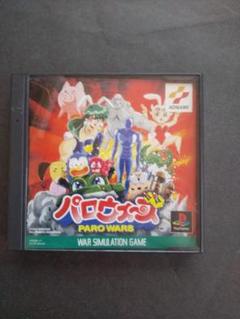 KONAMI
パロウォーズ
PARO WARS
WAR SIMULATION GAME
PlayStation